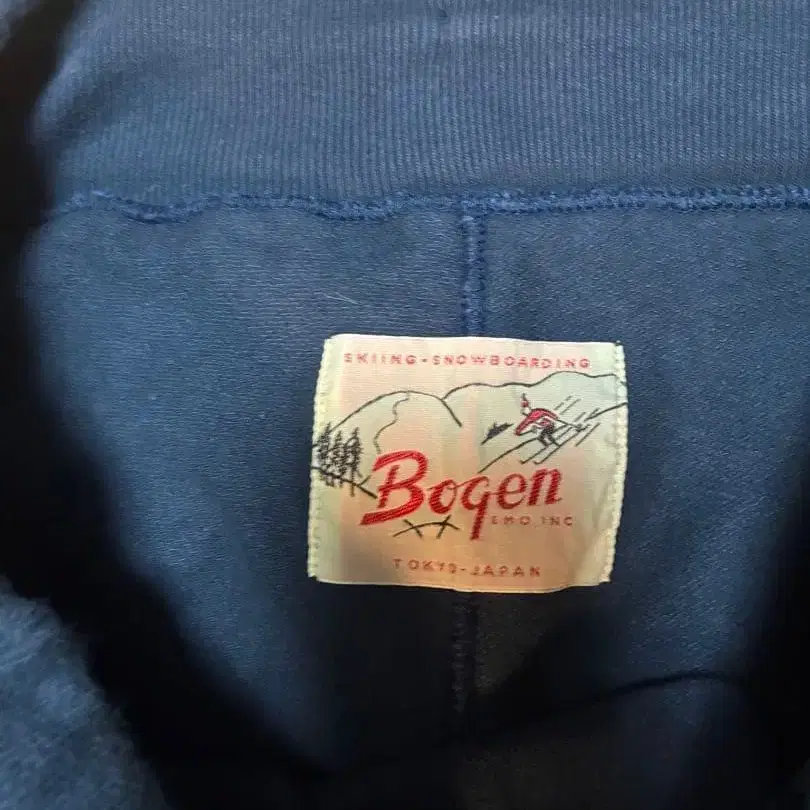 SKIING-SNOWBOARDING
Bogen
EMO INC
TOKYO-JAPAN